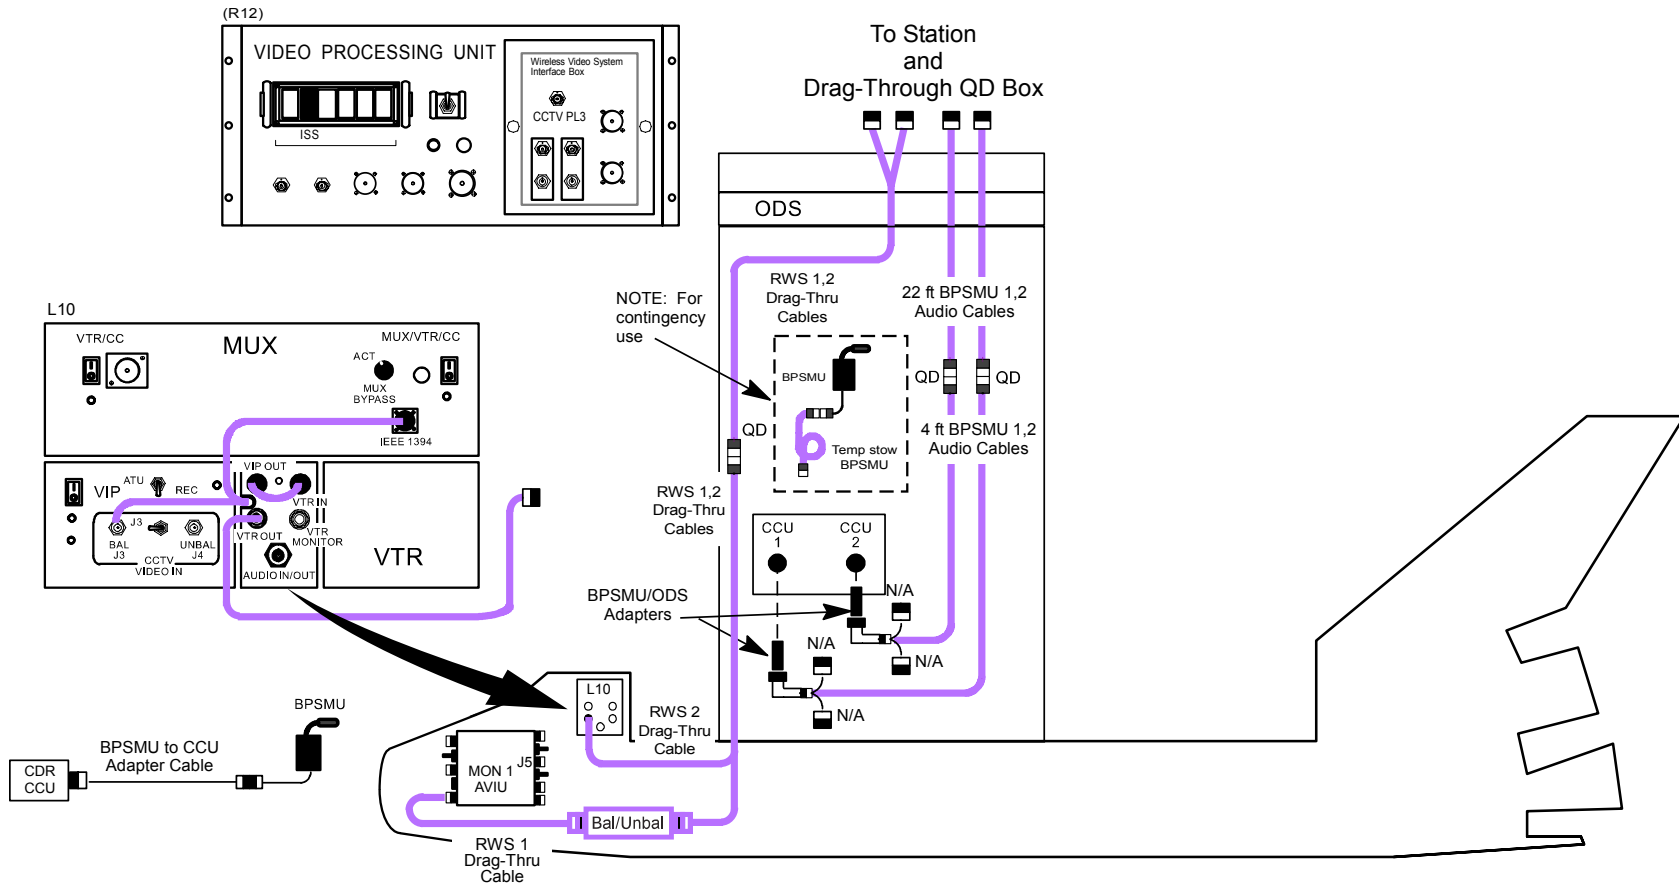 (R12)
VIDEO PROCESSING UNIT
Wireless Video System
Interface Box
CCTV PL3
ISS
To Station
and
Drag-Through QD Box
ODS
RWS 1,2
Drag-Thru
Cables
22 ft BPSMU 1,2
Audio Cables
NOTE: For
contingency
use
BPSMU
Temp stow
BPSMU
QD
QD
QD
4 ft BPSMU 1,2
Audio Cables
RWS 1,2
Drag-Thru
Cables
L10
VTR/CC
MUX
MUX/VTR/CC
ACT
MUX
BYPASS
IEEE 1394
VIP
ATU
REC
VIP OUT
VTR IN
J3
BAL
J3
UNBAL
J4
CCTV
VIDEO IN
VTR OUT
VTR
MONITOR
AUDIO IN/OUT
VTR
CCU
1
CCU
2
BPSMU/ODS
Adapters
N/A
N/A
N/A
N/A
L10
RWS 2
Drag-Thru
Cable
BPSMU
BPSMU to CCU
Adapter Cable
CDR
CCU
MON 1
AVIU
J5
Bal/Unbal
RWS 1
Drag-Thru
Cable